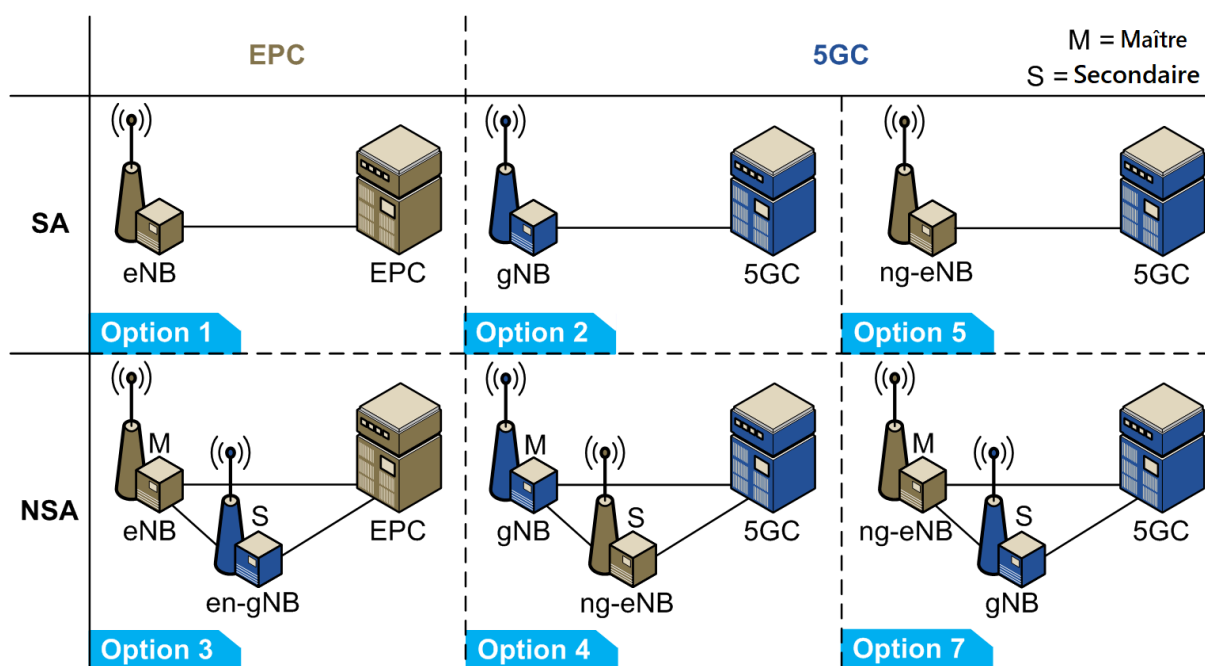 EPC
5GC
M = Maître
S = Secondaire
SA
eNB
EPC
gNB
5GC
ng-eNB
5GC
Option 1
Option 2
Option 5
NSA
M
eNB
S
en-gNB
EPC
M
gNB
S
ng-eNB
5GC
M
ng-eNB
S
gNB
5GC
Option 3
Option 4
Option 7